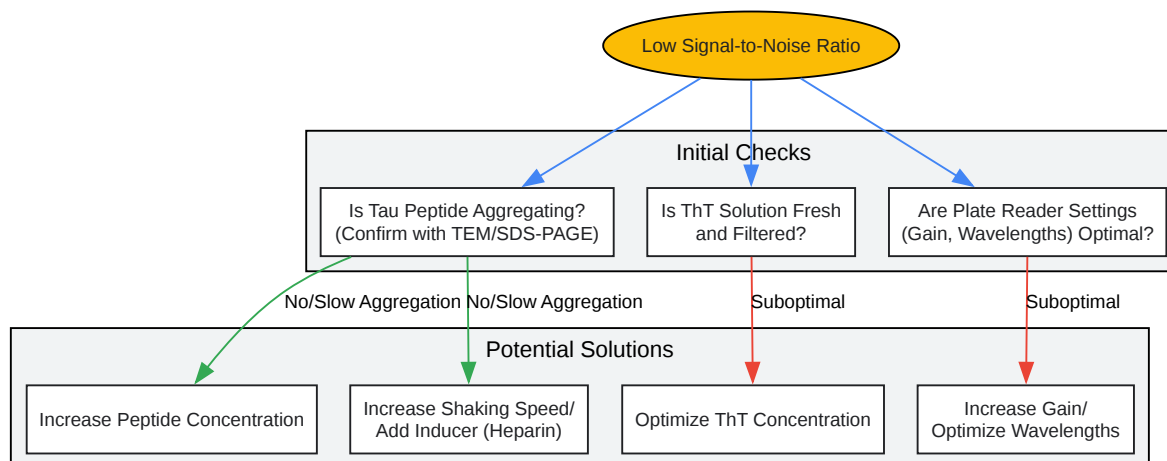 Low Signal-to-Noise Ratio
Initial Checks
Is Tau Peptide Aggregating?
(Confirm with TEM/SDS-PAGE)
Is ThT Solution Fresh
and Filtered?
Are Plate Reader Settings
(Gain, Wavelengths) Optimal?
No/Slow Aggregation
No/Slow Aggregation
Suboptimal
Suboptimal
Potential Solutions
Increase Peptide Concentration
Increase Shaking Speed/
Add Inducer (Heparin)
Optimize ThT Concentration
Increase Gain/
Optimize Wavelengths